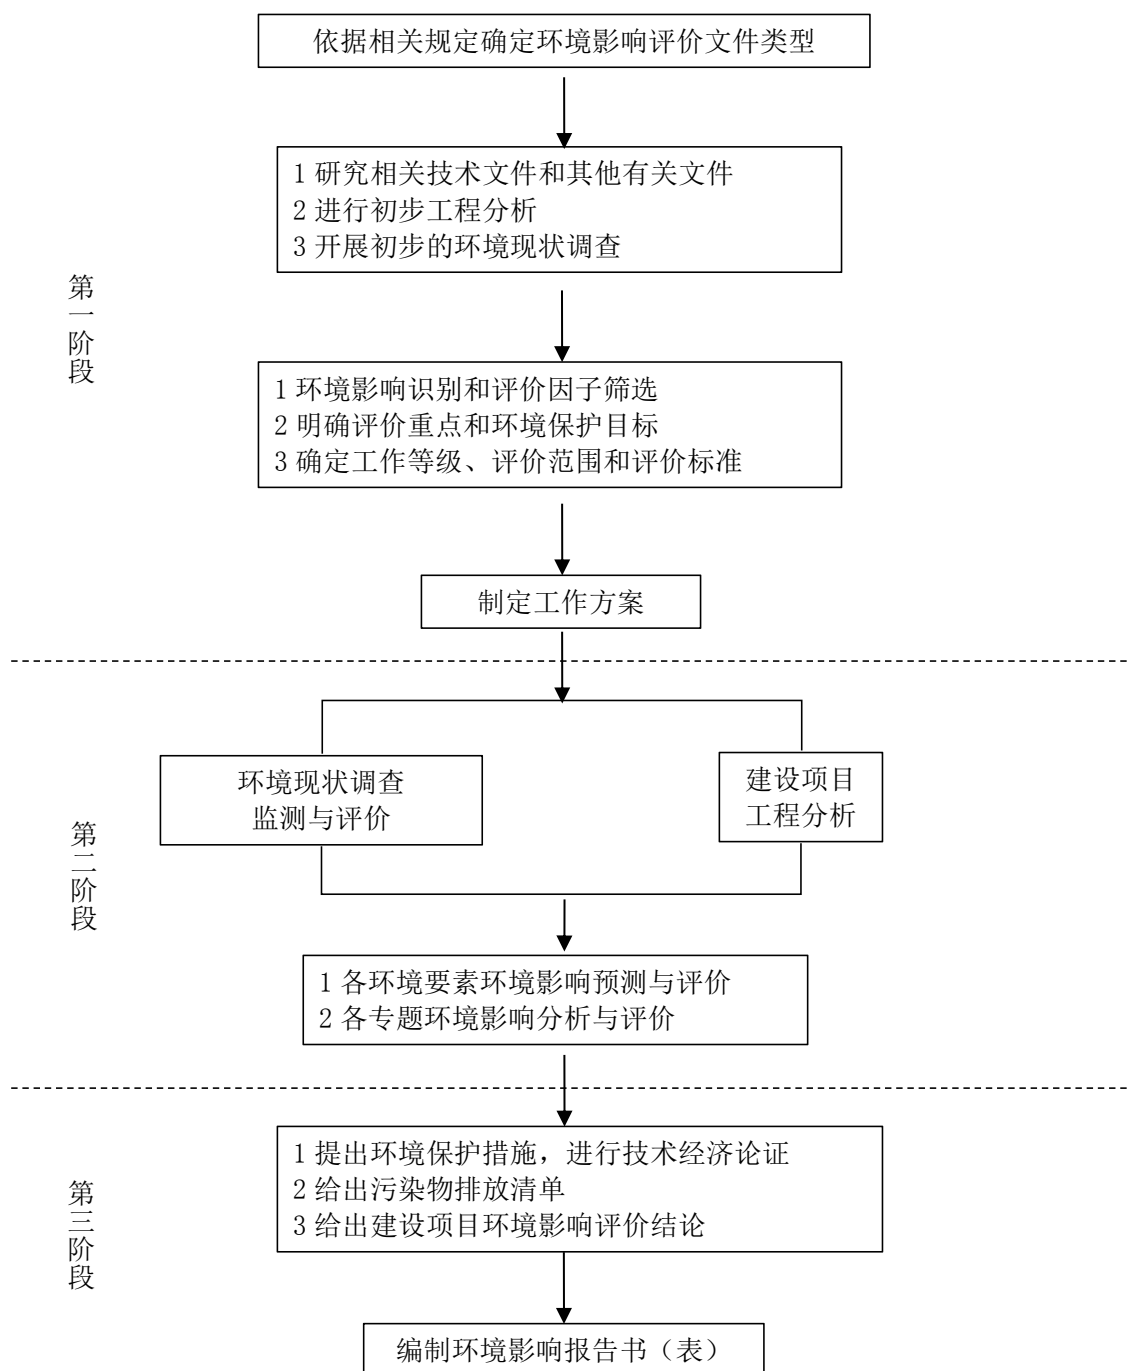 依据相关规定确定环境影响评价文件类型
1 研究相关技术文件和其他有关文件
2 进行初步工程分析
3 开展初步的环境现状调查
第一阶段
1 环境影响识别和评价因子筛选
2 明确评价重点和环境保护目标
3 确定工作等级、评价范围和评价标准
制定工作方案
环境现状调查
监测与评价
建设项目
工程分析
第二阶段
1 各环境要素环境影响预测与评价
2 各专题环境影响分析与评价
1 提出环境保护措施，进行技术经济论证
2 给出污染物排放清单
3 给出建设项目环境影响评价结论
第三阶段
编制环境影响报告书（表）